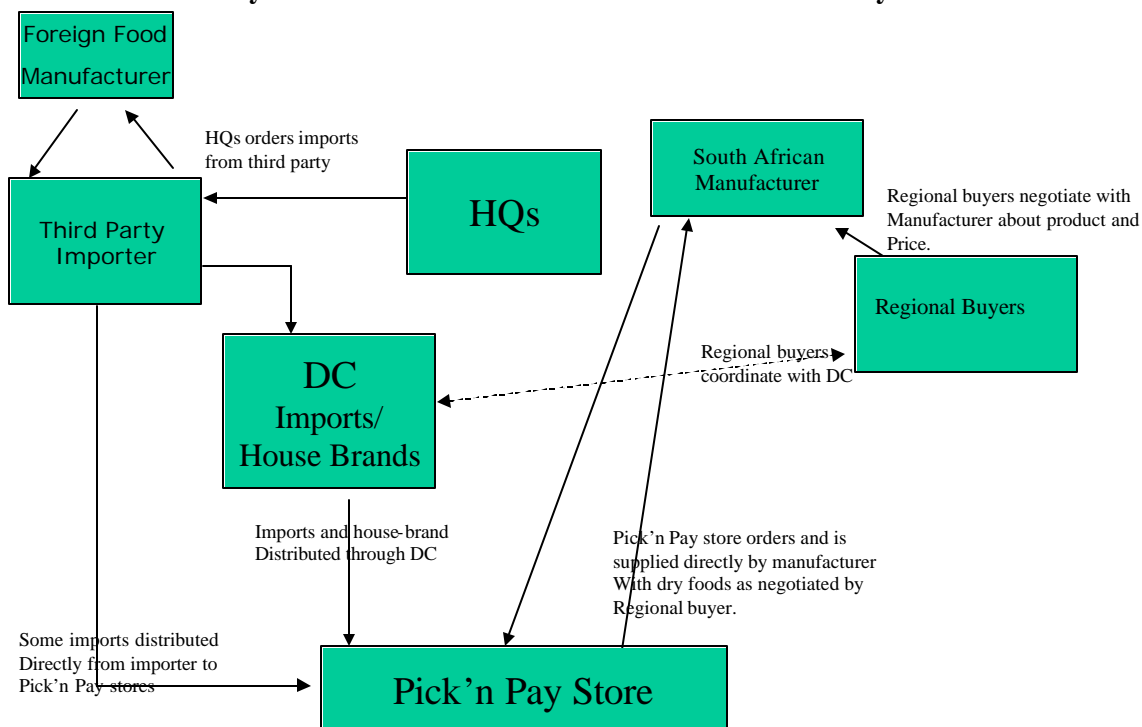 Foreign Food
Manufacturer
HQs orders imports
from third party
HQs
South African
Manufacturer
Regional buyers negotiate with
Manufacturer about product and
Price.
Third Party
Importer
Regional Buyers
Regional buyers
coordinate with DC
DC
Imports/
House Brands
Imports and house-brand
Distributed through DC
Pick’n Pay store orders and is
supplied directly by manufacturer
With dry foods as negotiated by
Regional buyer.
Some imports distributed
Directly from importer to
Pick’n Pay stores
Pick’n Pay Store